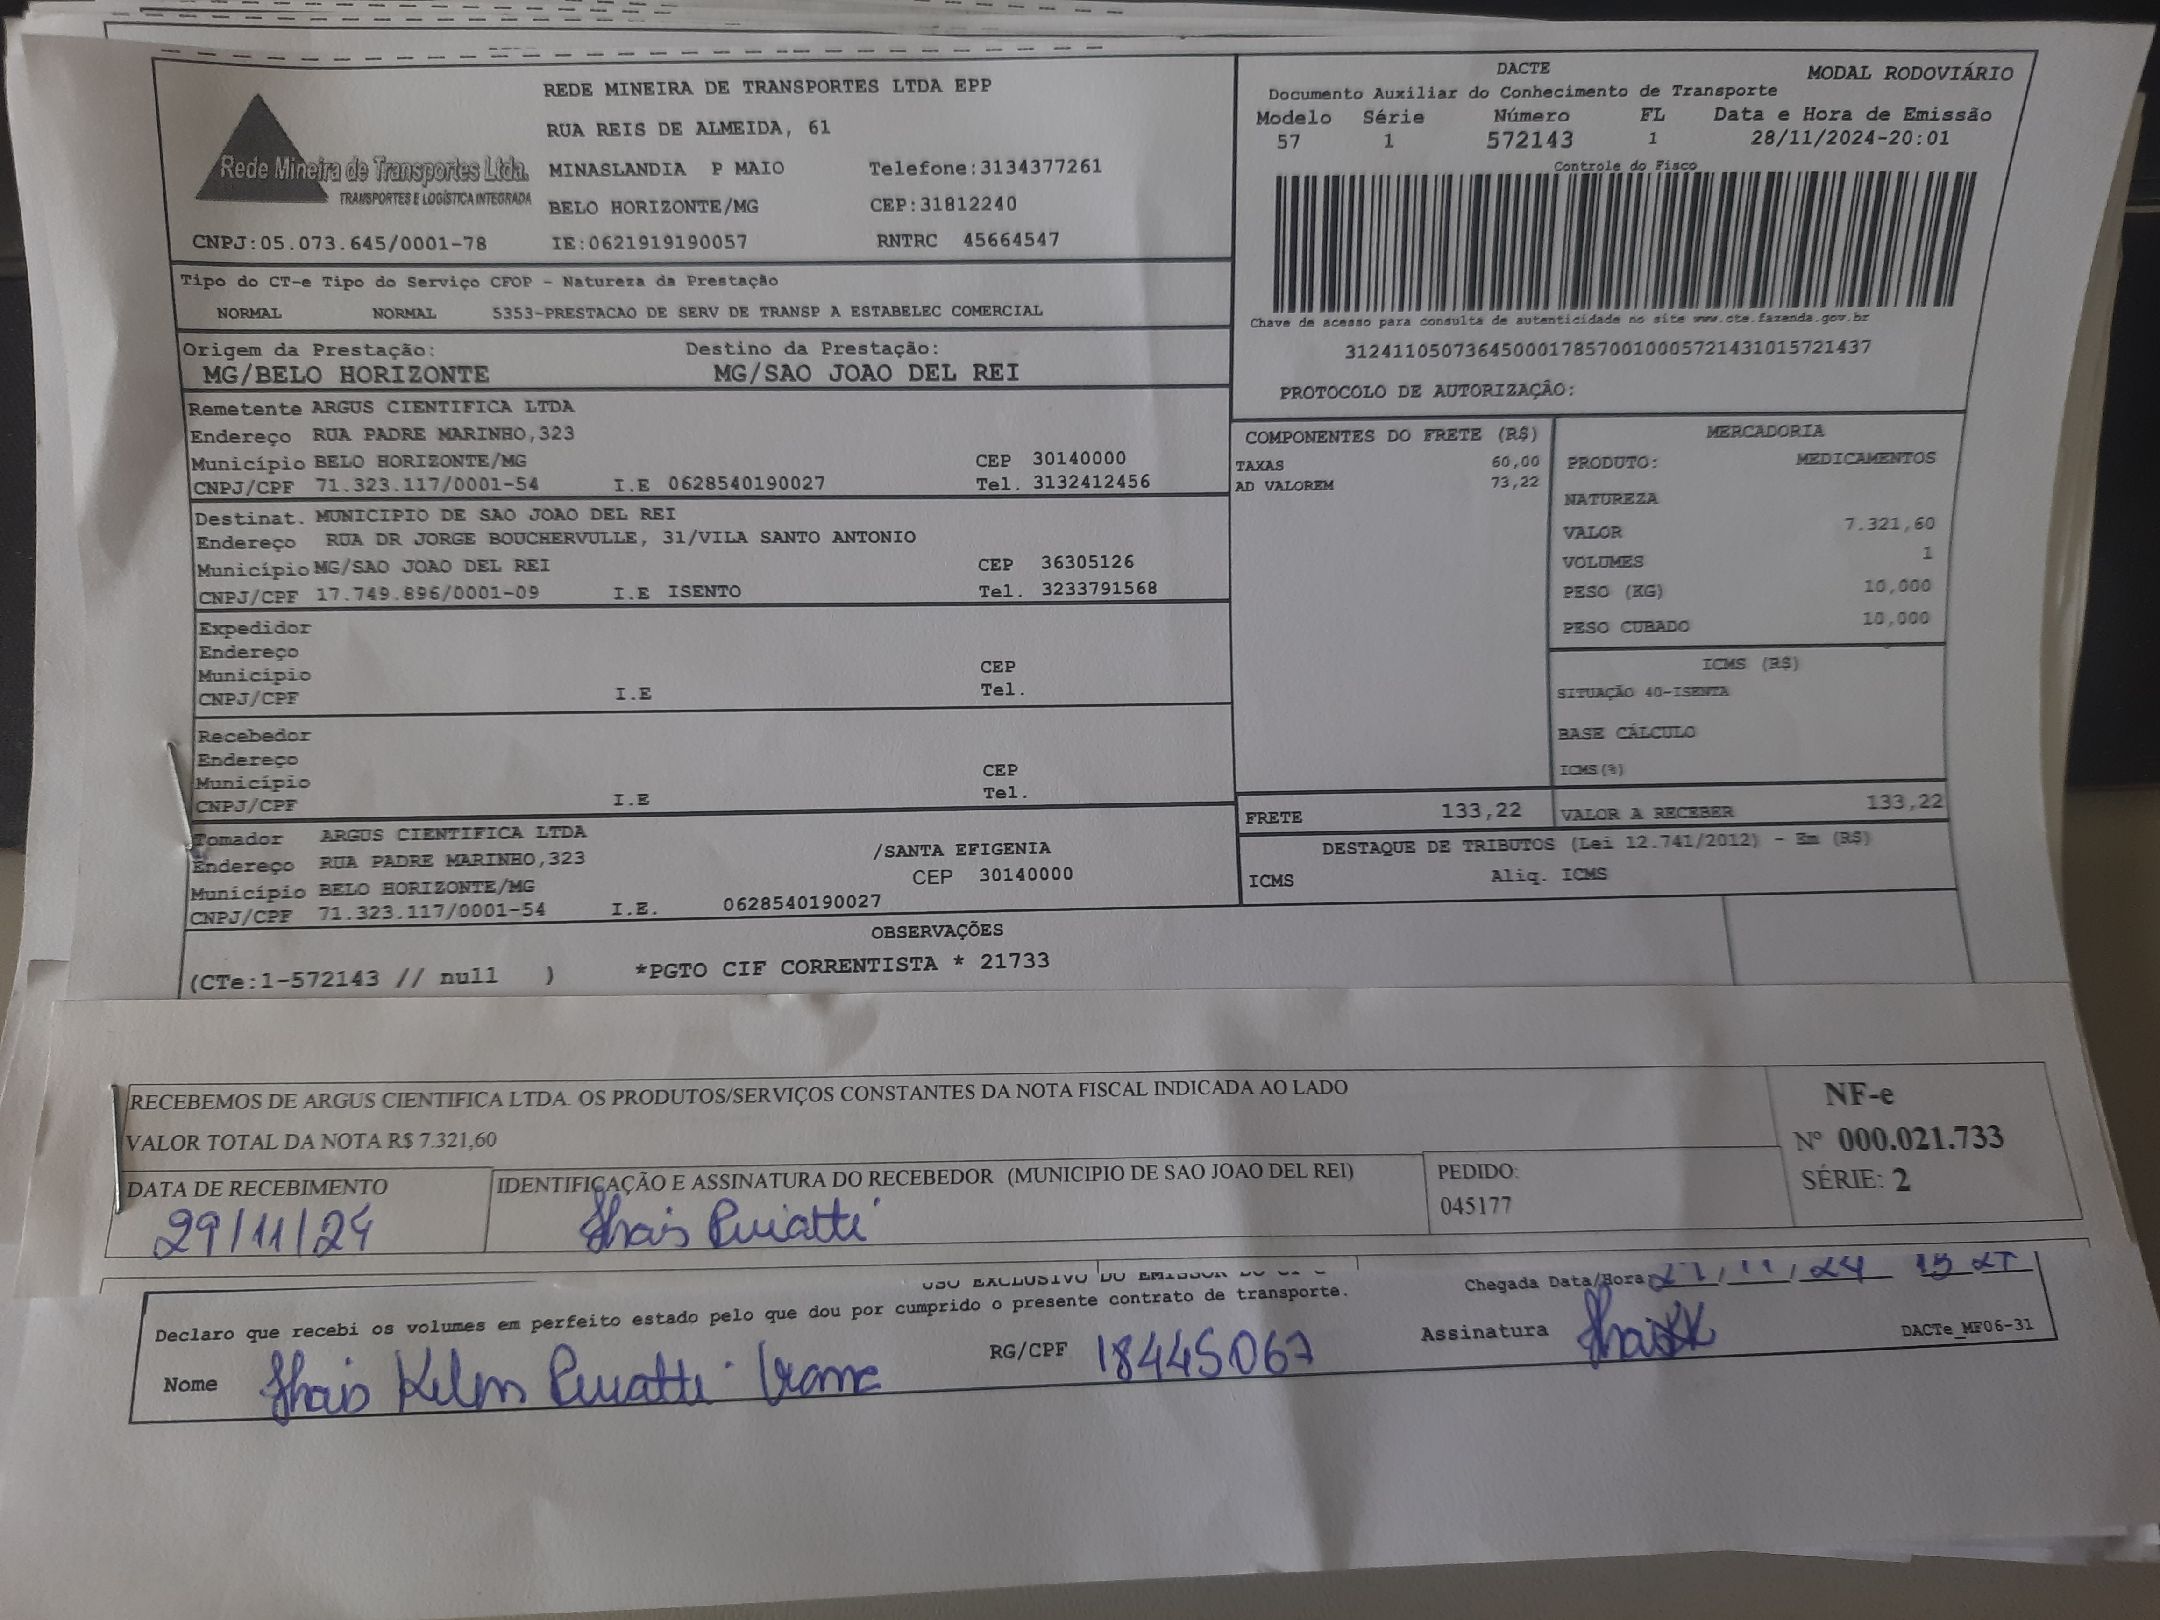 REDE MINEIRA DE TRANSPORTES LTDA EPP
RUA REIS DE ALMEIDA, 61
Rede Mineira de Transportes Ltda.
TRANSPORTES E LOGÍSTICA INTEGRADA
MINASLANDIA P MAIO Telefone:3134377261
BELO HORIZONTE/MG CEP:31812240
CNPJ:05.073.645/0001-78 IE:0621919190057 RNTRC 45664547
DACTE MODAL RODOVIÁRIO
Documento Auxiliar do Conhecimento de Transporte
Modelo Série Número FL Data e Hora de Emissão
57 1 572143 1 28/11/2024-20:01
Controle do Fisco
Chave de acesso para consulta de autenticidade no site www.cte.fazenda.gov.br
31241105073645000178570010005721431015721437
PROTOCOLO DE AUTORIZAÇÃO:
Tipo do CT-e Tipo do Serviço CFOP - Natureza da Prestação
NORMAL NORMAL 5353-PRESTACAO DE SERV DE TRANSP A ESTABELEC COMERCIAL
Origem da Prestação: Destino da Prestação:
MG/BELO HORIZONTE MG/SAO JOAO DEL REI
Remetente ARGUS CIENTIFICA LTDA
Endereço RUA PADRE MARINHO,323
Município BELO HORIZONTE/MG CEP 30140000
CNPJ/CPF 71.323.117/0001-54 I.E 0628540190027 Tel. 3132412456
Destinat. MUNICIPIO DE SAO JOAO DEL REI
Endereço RUA DR JORGE BOUCHERVULLE, 31/VILA SANTO ANTONIO
Município MG/SAO JOAO DEL REI CEP 36305126
CNPJ/CPF 17.749.896/0001-09 I.E ISENTO Tel. 3233791568
Expedidor
Endereço
Município CEP
CNPJ/CPF I.E Tel.
Recebedor
Endereço
Município CEP
CNPJ/CPF I.E Tel.
Tomador ARGUS CIENTIFICA LTDA
Endereço RUA PADRE MARINHO,323 /SANTA EFIGENIA
Município BELO HORIZONTE/MG CEP 30140000
CNPJ/CPF 71.323.117/0001-54 I.E. 0628540190027
COMPONENTES DO FRETE (R$)
TAXAS 60,00
AD VALOREM 73,22
MERCADORIA
PRODUTO: MEDICAMENTOS
NATUREZA
VALOR 7.321,60
VOLUMES 1
PESO (KG) 10,000
PESO CUBADO 10,000
ICMS (R$)
SITUAÇÃO 40-ISENTA
BASE CÁLCULO
ICMS(%)
FRETE 133,22 VALOR A RECEBER 133,22
DESTAQUE DE TRIBUTOS (Lei 12.741/2012) - Em (R$)
ICMS Aliq. ICMS
OBSERVAÇÕES
(CTe:1-572143 // null ) *PGTO CIF CORRENTISTA * 21733
RECEBEMOS DE ARGUS CIENTIFICA LTDA. OS PRODUTOS/SERVIÇOS CONSTANTES DA NOTA FISCAL INDICADA AO LADO
VALOR TOTAL DA NOTA R$ 7.321,60
NF-e
Nº 000.021.733
SÉRIE: 2
DATA DE RECEBIMENTO IDENTIFICAÇÃO E ASSINATURA DO RECEBEDOR (MUNICIPIO DE SAO JOAO DEL REI) PEDIDO:
29/11/24 045177
USO EXCLUSIVO DO EMISSOR DO
Chegada Data/Hora
Declaro que recebi os volumes em perfeito estado pelo que dou por cumprido o presente contrato de transporte.
Nome RG/CPF 18445067 Assinatura DACTe_MF06-31